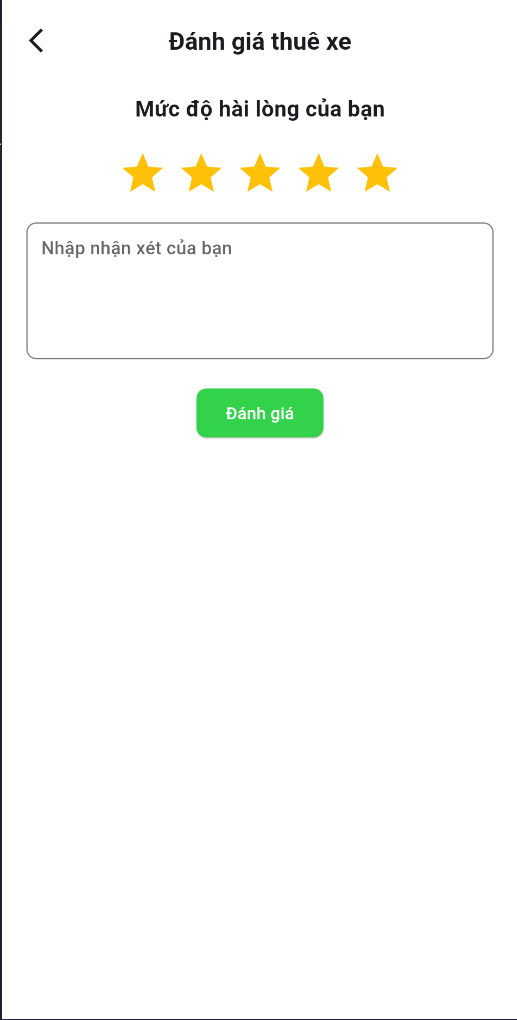 Đánh giá thuê xe
Mức độ hài lòng của bạn
Nhập nhận xét của bạn
Đánh giá